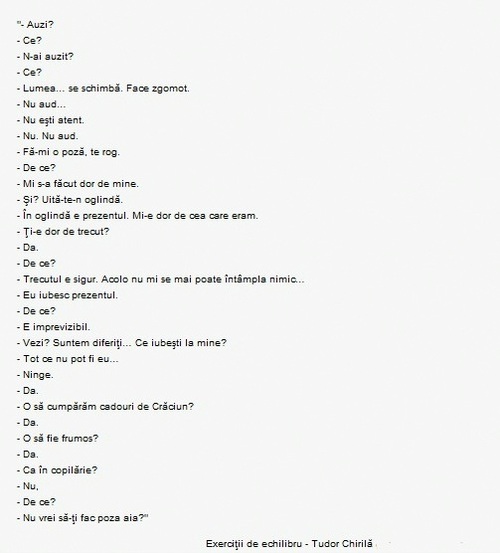 "- Auzi?
- Ce?
- N-ai auzit?
- Ce?
- Lumea... se schimbă. Face zgomot.
- Nu aud...
- Nu eşti atent.
- Nu. Nu aud.
- Fă-mi o poză, te rog.
- De ce?
- Mi s-a făcut dor de mine.
- Şi? Uită-te-n oglindă.
- În oglindă e prezentul. Mi-e dor de cea care eram.
- Ţi-e dor de trecut?
- Da.
- De ce?
- Trecutul e sigur. Acolo nu mi se mai poate întâmpla nimic...
- Eu iubesc prezentul.
- De ce?
- E imprevizibil.
- Vezi? Suntem diferiţi... Ce iubeşti la mine?
- Tot ce nu pot fi eu...
- Ninge.
- Da.
- O să cumpărăm cadouri de Crăciun?
- Da.
- O să fie frumos?
- Da.
- Ca în copilărie?
- Nu,
- De ce?
- Nu vrei să-ţi fac poza aia?"
Exerciţii de echilibru - Tudor Chirilă